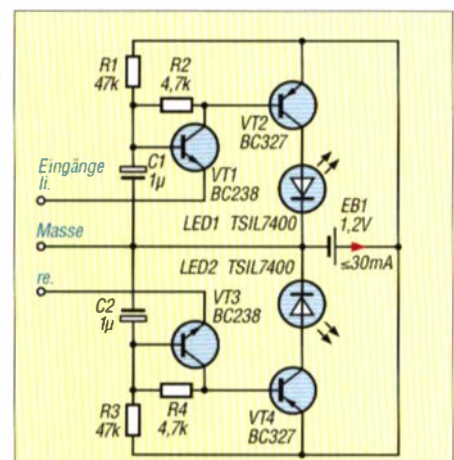 R1
47k
R2
4,7k
VT2
BC327
Eingänge
li.
C1
1µ
VT1
BC238
LED1 TSIL7400
EB1
1,2V
≤30mA
Masse
LED2 TSIL7400
re.
C2
1µ
VT3
BC238
R3
47k
R4
4,7k
VT4
BC327